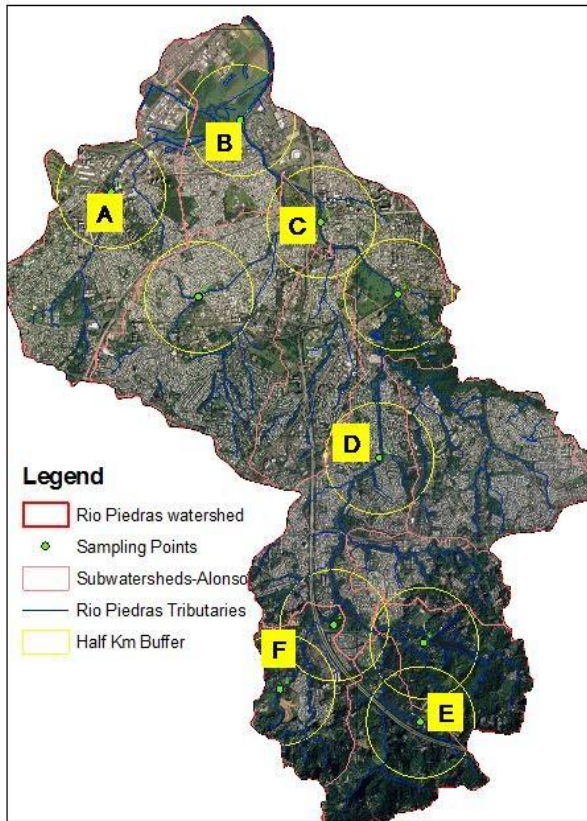 B
A
C
D
Legend
Rio Piedras watershed
Sampling Points
Subwatersheds-Alonso
Rio Piedras Tributaries
Half Km Buffer
F
E